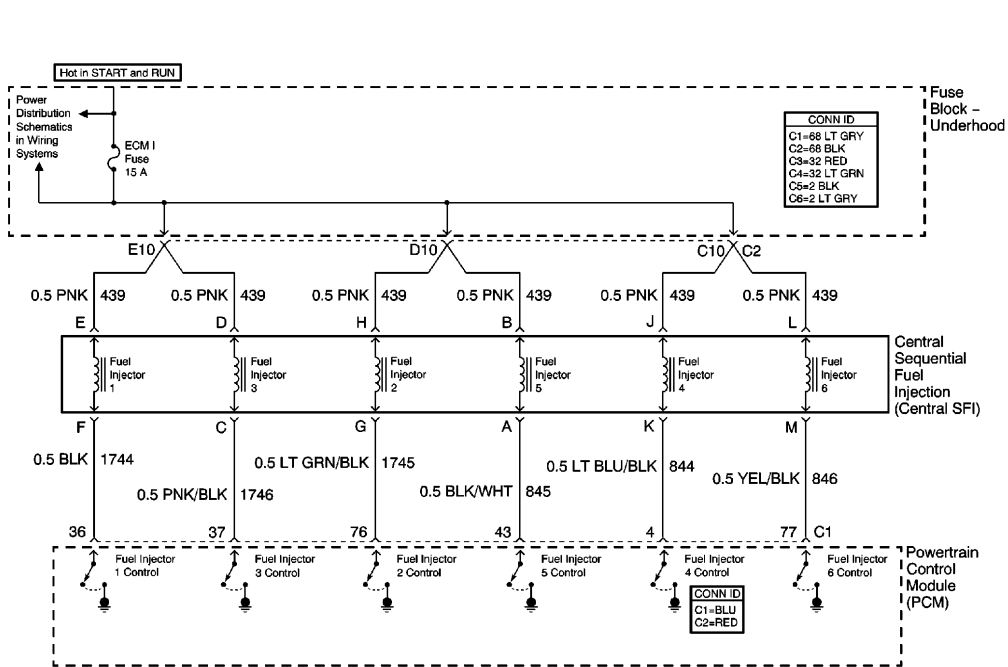 Hot in START and RUN
Power
Distribution
Schematics
in Wiring
Systems
ECM I
Fuse
15 A
Fuse
Block –
Underhood
CONN ID
C1=68 LT GRY
C2=68 BLK
C3=32 RED
C4=32 LT GRN
C5=2 BLK
C6=2 LT GRY
E10 D10 C10 C2
0.5 PNK 439 0.5 PNK 439 0.5 PNK 439 0.5 PNK 439 0.5 PNK 439 0.5 PNK 439
E D H B J L
Fuel
Injector
1
Fuel
Injector
3
Fuel
Injector
2
Fuel
Injector
5
Fuel
Injector
4
Fuel
Injector
6
Central
Sequential
Fuel
Injection
(Central SFI)
F C G A K M
0.5 BLK 1744
0.5 PNK/BLK 1746
0.5 LT GRN/BLK 1745
0.5 BLK/WHT 845
0.5 LT BLU/BLK 844
0.5 YEL/BLK 846
36 37 76 43 4 77 C1
Fuel Injector
1 Control
Fuel Injector
3 Control
Fuel Injector
2 Control
Fuel Injector
5 Control
Fuel Injector
4 Control
Fuel Injector
6 Control
Powertrain
Control
Module
(PCM)
CONN ID
C1=BLU
C2=RED